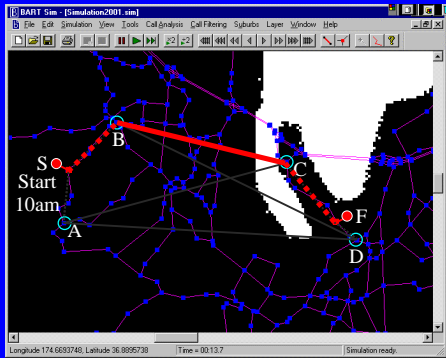 BART Sim - [Simulation2001.sim]
File Edit Simulation View Tools Call Analysis Call Filtering Suburbs Layer Window Help
B
S
C
Start
10am
F
A
D
Longitude 174.6693748, Latitude 36.8895738 Time = 00:13.7 Simulation ready.